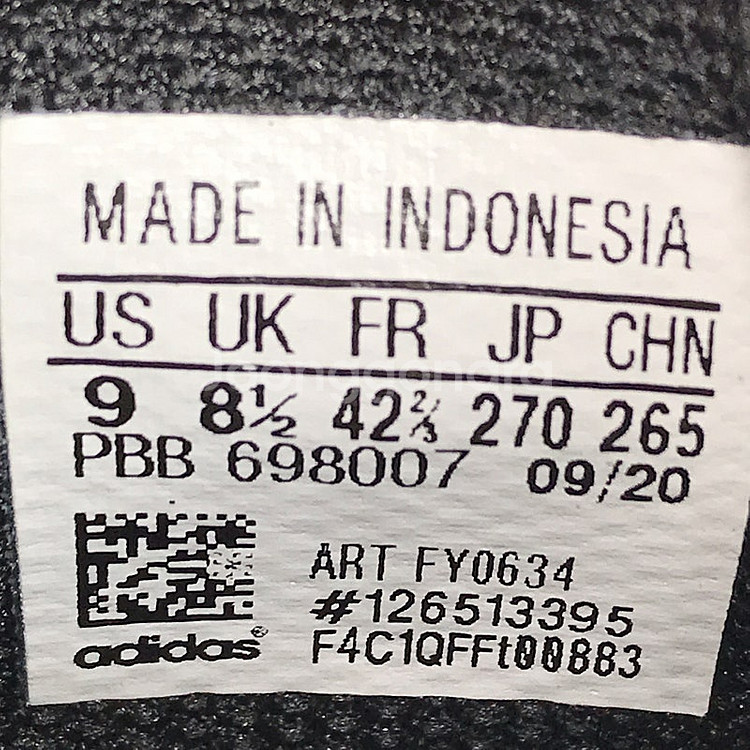 MADE IN INDONESIA
US UK FR JP CHN
9 8½ 42⅔ 270 265
PBB 698007 09/20
ART FY0634
#126513395
adidas® F4C1QFFt00883